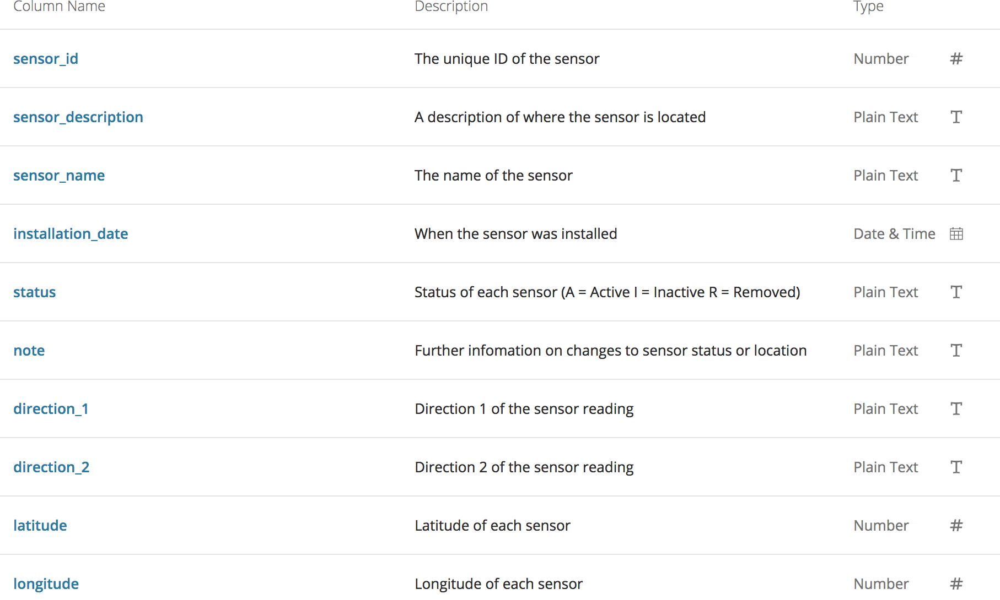 Column Name Description Type
sensor_id The unique ID of the sensor Number #
sensor_description A description of where the sensor is located Plain Text T
sensor_name The name of the sensor Plain Text T
installation_date When the sensor was installed Date & Time
status Status of each sensor (A = Active I = Inactive R = Removed) Plain Text T
note Further infomation on changes to sensor status or location Plain Text T
direction_1 Direction 1 of the sensor reading Plain Text T
direction_2 Direction 2 of the sensor reading Plain Text T
latitude Latitude of each sensor Number #
longitude Longitude of each sensor Number #